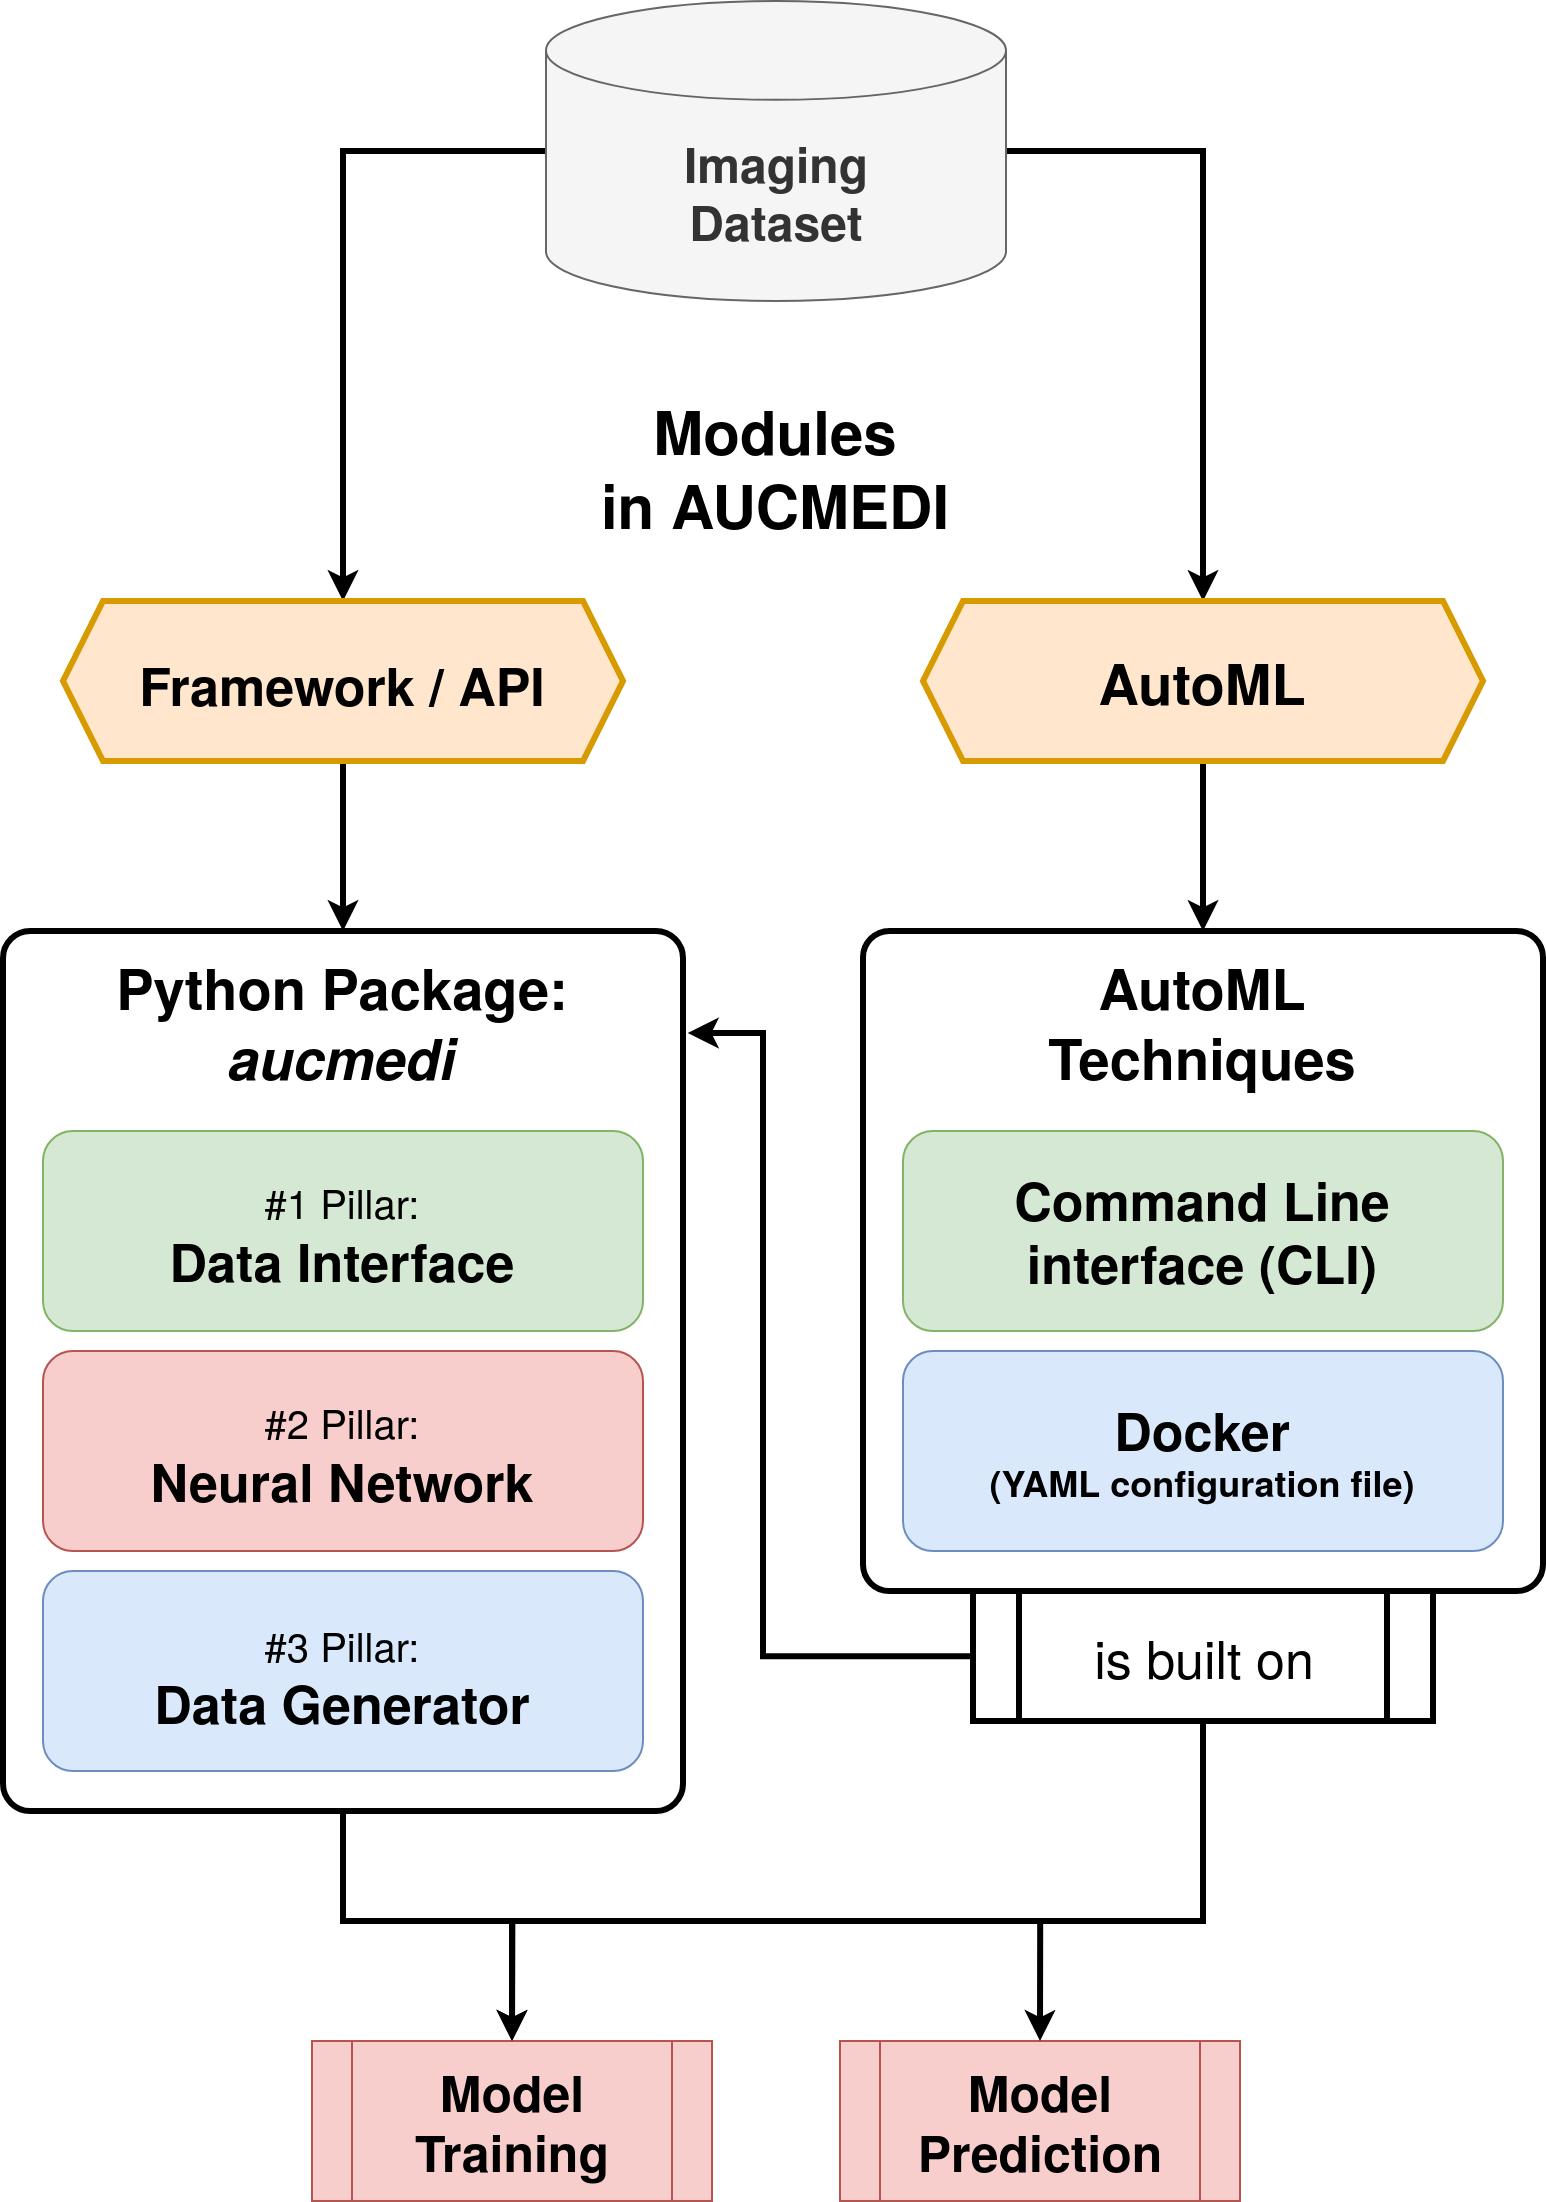 Imaging
Dataset
Modules
in AUCMEDI
Framework / API
AutoML
Python Package:
aucmedi
#1 Pillar:
Data Interface
#2 Pillar:
Neural Network
#3 Pillar:
Data Generator
AutoML
Techniques
Command Line
interface (CLI)
Docker
(YAML configuration file)
is built on
Model
Training
Model
Prediction